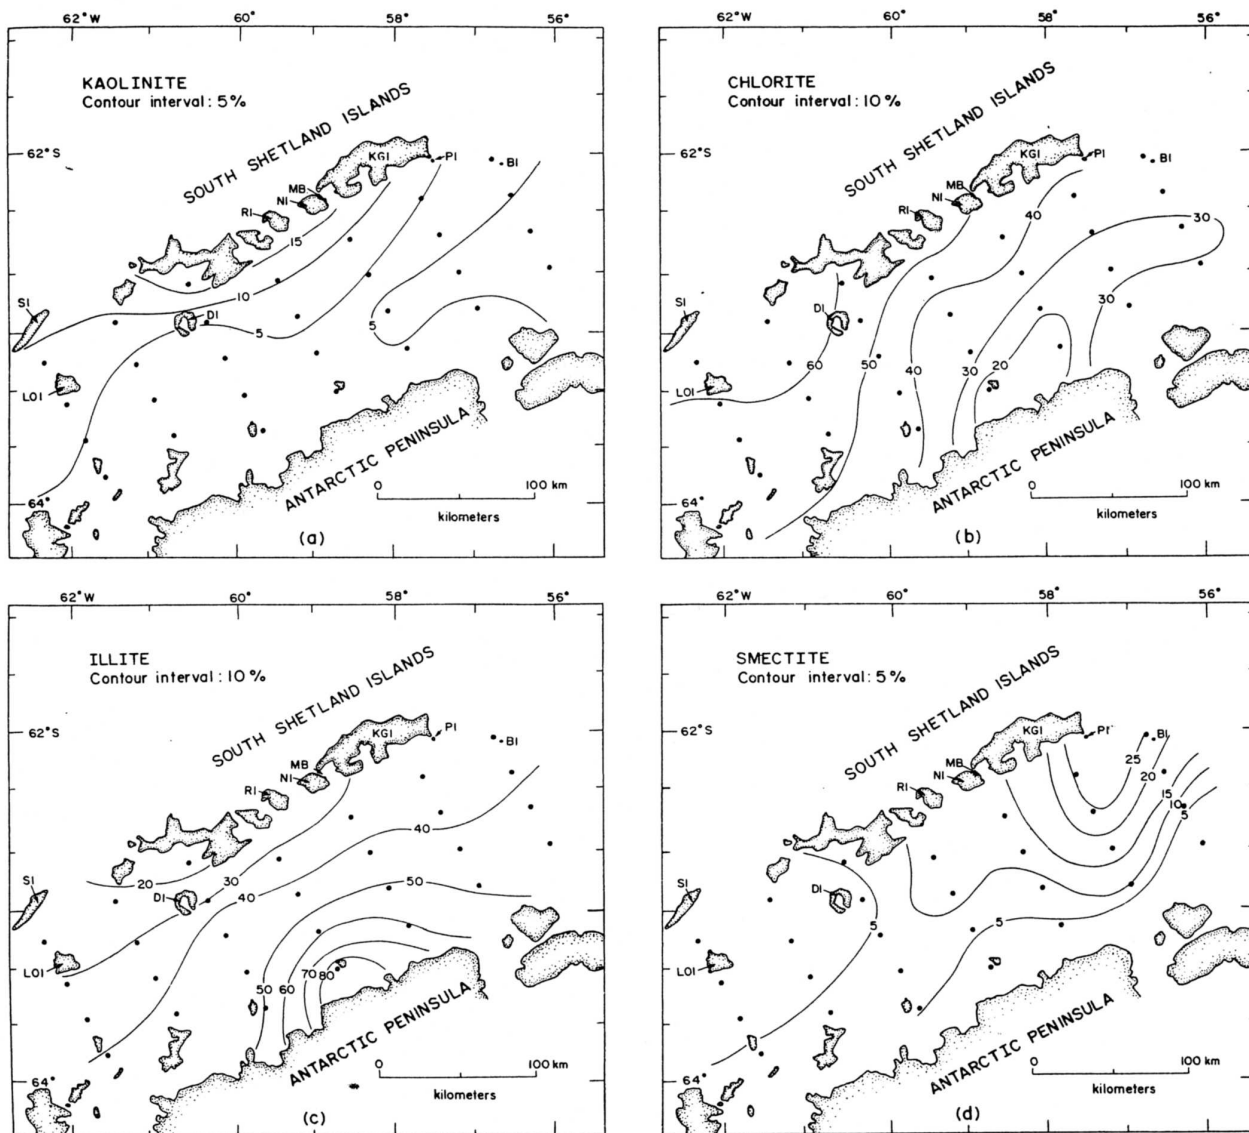 62°W
60°
58°
56°
KAOLINITE
Contour interval: 5%
SOUTH SHETLAND ISLANDS
62°S
KGI
PI
BI
MB
NI
RI
15
10
5
5
SI
DI
LOI
ANTARCTIC PENINSULA
64°
0
100 km
kilometers
(a)
62°W
60°
58°
56°
CHLORITE
Contour interval: 10%
SOUTH SHETLAND ISLANDS
62°S
KGI
PI
BI
MB
NI
RI
40
30
30
SI
DI
60
50
40
30
20
LOI
ANTARCTIC PENINSULA
64°
0
100 km
kilometers
(b)
62°W
60°
58°
56°
ILLITE
Contour interval: 10%
SOUTH SHETLAND ISLANDS
62°S
KGI
PI
BI
MB
NI
RI
40
20
30
40
50
SI
DI
LOI
50
60
70
80
ANTARCTIC PENINSULA
64°
0
100 km
kilometers
(c)
62°W
60°
58°
56°
SMECTITE
Contour interval: 5%
SOUTH SHETLAND ISLANDS
62°S
KGI
PI
BI
MB
NI
RI
25
20
15
10
5
SI
DI
5
5
LOI
ANTARCTIC PENINSULA
64°
0
100 km
kilometers
(d)